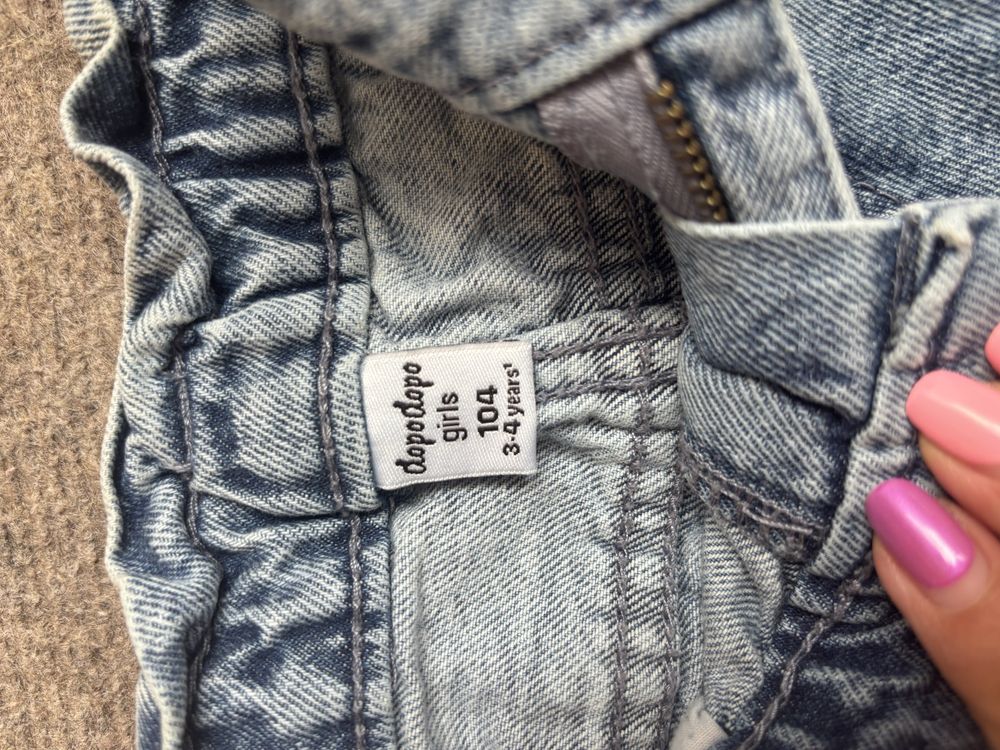 dopodopo
girls
104
3-4 years¹